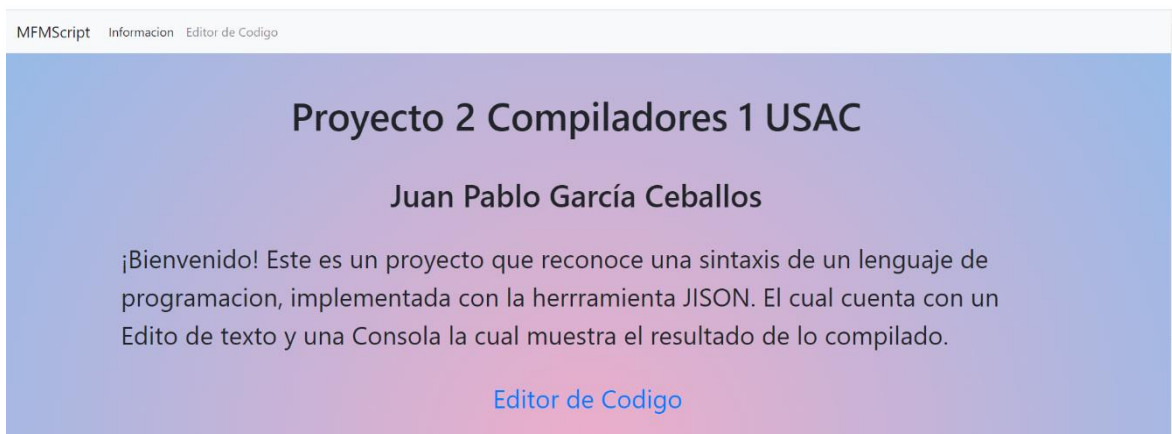 MFMScript Informacion Editor de Codigo
Proyecto 2 Compiladores 1 USAC
Juan Pablo García Ceballos
¡Bienvenido! Este es un proyecto que reconoce una sintaxis de un lenguaje de
programacion, implementada con la herrramienta JISON. El cual cuenta con un
Edito de texto y una Consola la cual muestra el resultado de lo compilado.
Editor de Codigo